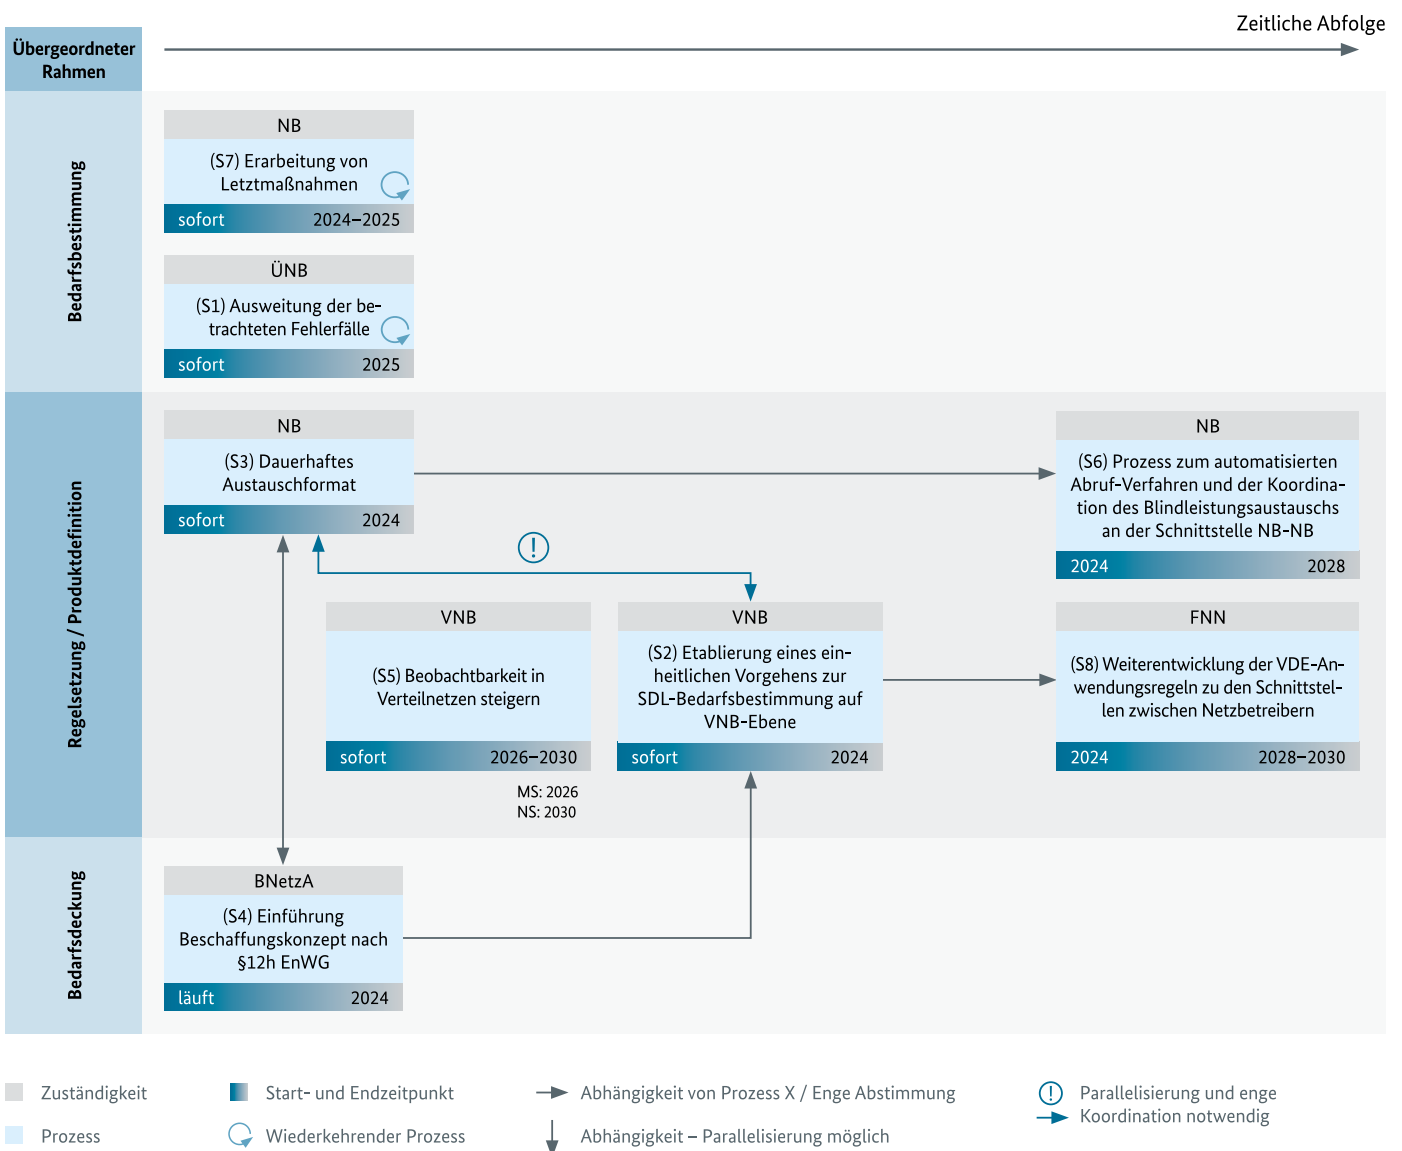 Zeitliche Abfolge
Übergeordneter
Rahmen
Bedarfsbestimmung
NB
(S7) Erarbeitung von
Letztmaßnahmen
sofort 2024–2025
ÜNB
(S1) Ausweitung der be-
trachteten Fehlerfälle
sofort 2025
Regelsetzung / Produktdefinition
NB
(S3) Dauerhaftes
Austauschformat
sofort 2024
NB
(S6) Prozess zum automatisierten
Abruf-Verfahren und der Koordina-
tion des Blindleistungsaustauschs
an der Schnittstelle NB-NB
2024 2028
!
VNB
(S5) Beobachtbarkeit in
Verteilnetzen steigern
sofort 2026–2030
MS: 2026
NS: 2030
VNB
(S2) Etablierung eines ein-
heitlichen Vorgehens zur
SDL-Bedarfsbestimmung auf
VNB-Ebene
sofort 2024
FNN
(S8) Weiterentwicklung der VDE-An-
wendungsregeln zu den Schnittstel-
len zwischen Netzbetreibern
2024 2028–2030
Bedarfsdeckung
BNetzA
(S4) Einführung
Beschaffungskonzept nach
§12h EnWG
läuft 2024
Zuständigkeit
Prozess
Start- und Endzeitpunkt
Wiederkehrender Prozess
Abhängigkeit von Prozess X / Enge Abstimmung
Abhängigkeit – Parallelisierung möglich
! Parallelisierung und enge
Koordination notwendig